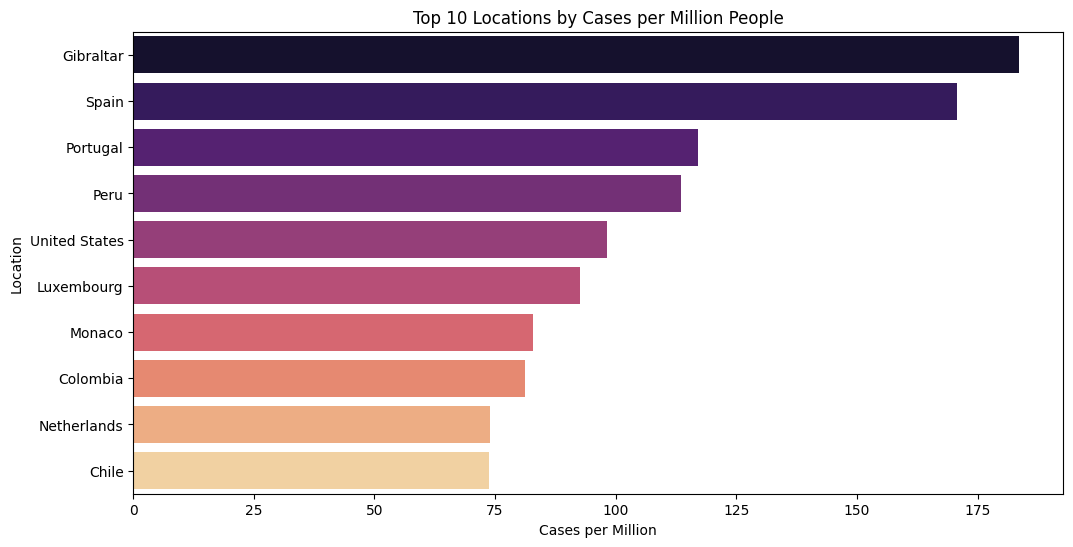 Top 10 Locations by Cases per Million People
Location
Gibraltar
Spain
Portugal
Peru
United States
Luxembourg
Monaco
Colombia
Netherlands
Chile
0 25 50 75 100 125 150 175
Cases per Million